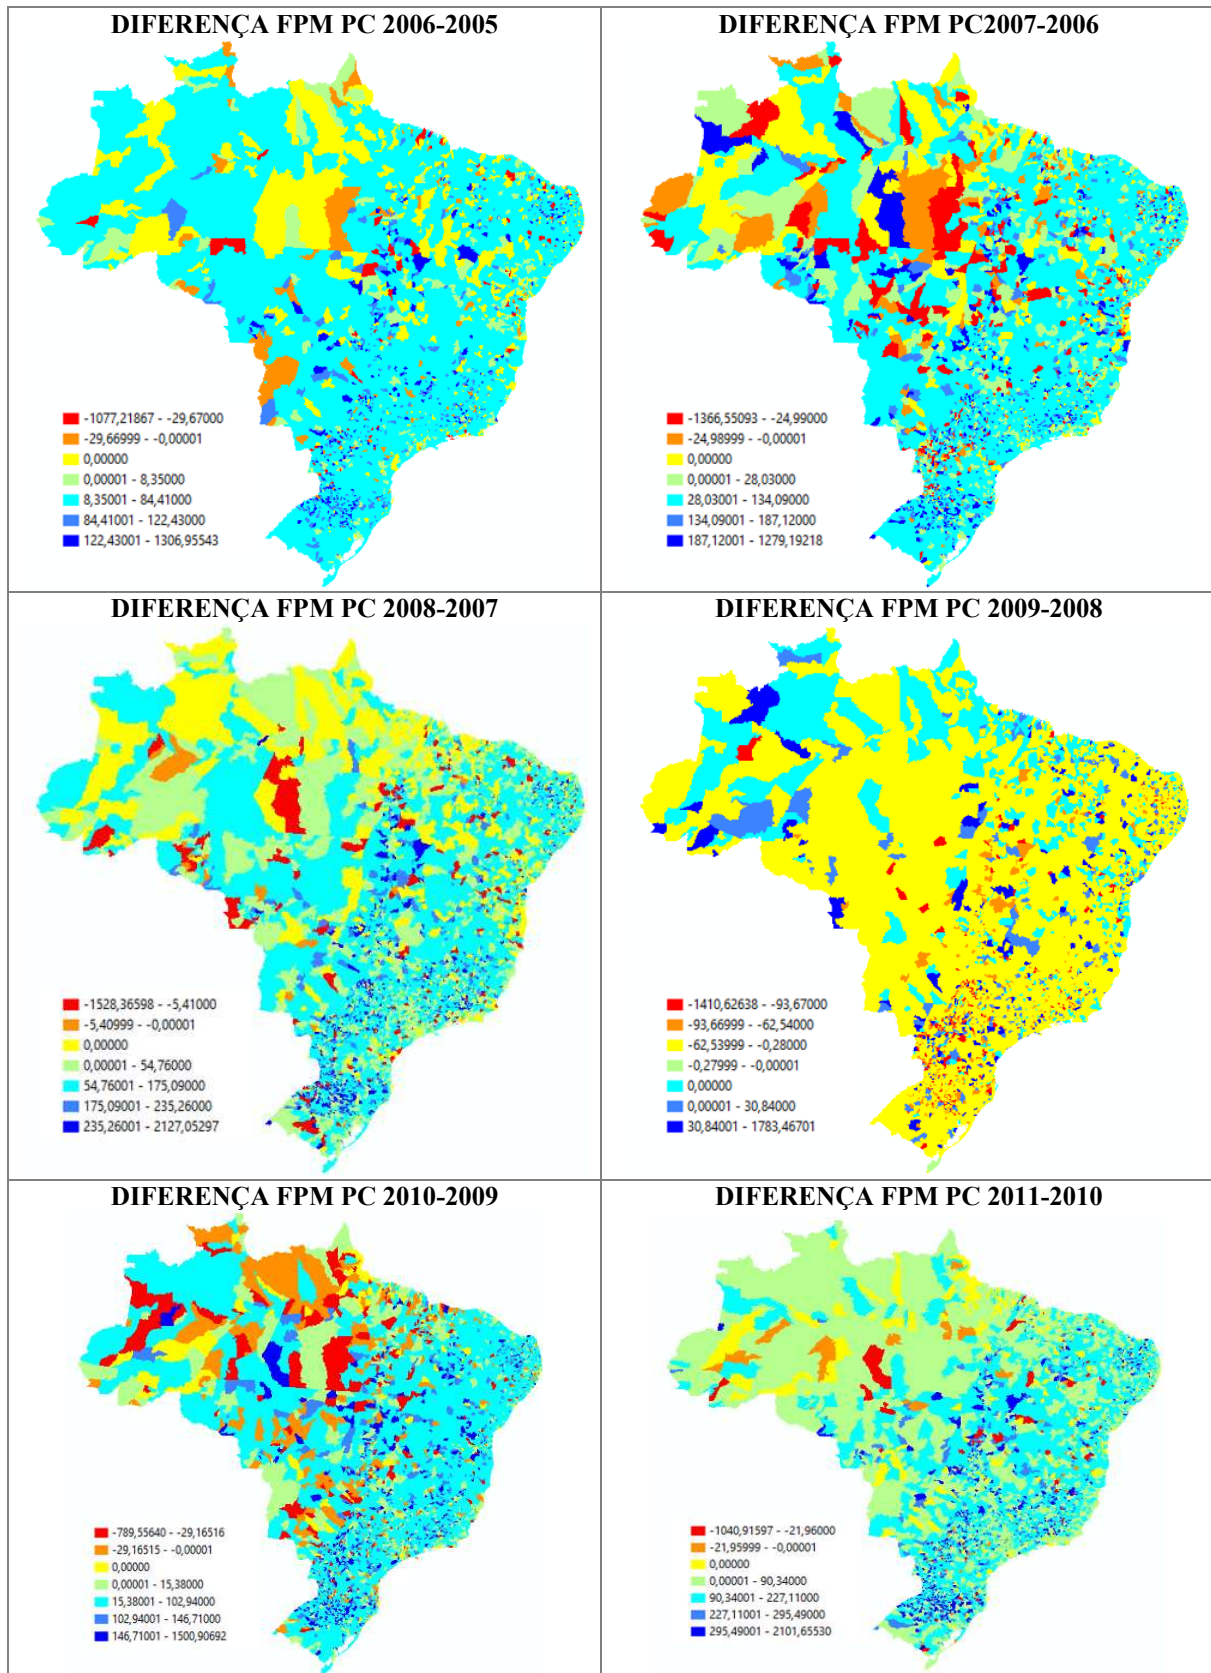 DIFERENÇA FPM PC 2006-2005
-1077,21867 - -29,67000
-29,66999 - -0,00001
0,00000
0,00001 - 8,35000
8,35001 - 84,41000
84,41001 - 122,43000
122,43001 - 1306,95543
DIFERENÇA FPM PC2007-2006
-1366,55093 - -24,99000
-24,98999 - -0,00001
0,00000
0,00001 - 28,03000
28,03001 - 134,09000
134,09001 - 187,12000
187,12001 - 1279,19218
DIFERENÇA FPM PC 2008-2007
-1528,36598 - -5,41000
-5,40999 - -0,00001
0,00000
0,00001 - 54,76000
54,76001 - 175,09000
175,09001 - 235,26000
235,26001 - 2127,05297
DIFERENÇA FPM PC 2009-2008
-1410,62638 - -93,67000
-93,66999 - -62,54000
-62,53999 - -0,28000
-0,27999 - -0,00001
0,00000
0,00001 - 30,84000
30,84001 - 1783,46701
DIFERENÇA FPM PC 2010-2009
-789,55640 - -29,16516
-29,16515 - -0,00001
0,00000
0,00001 - 15,38000
15,38001 - 102,94000
102,94001 - 146,71000
146,71001 - 1500,90692
DIFERENÇA FPM PC 2011-2010
-1040,91597 - -21,96000
-21,95999 - -0,00001
0,00000
0,00001 - 90,34000
90,34001 - 227,11000
227,11001 - 295,49000
295,49001 - 2101,65530